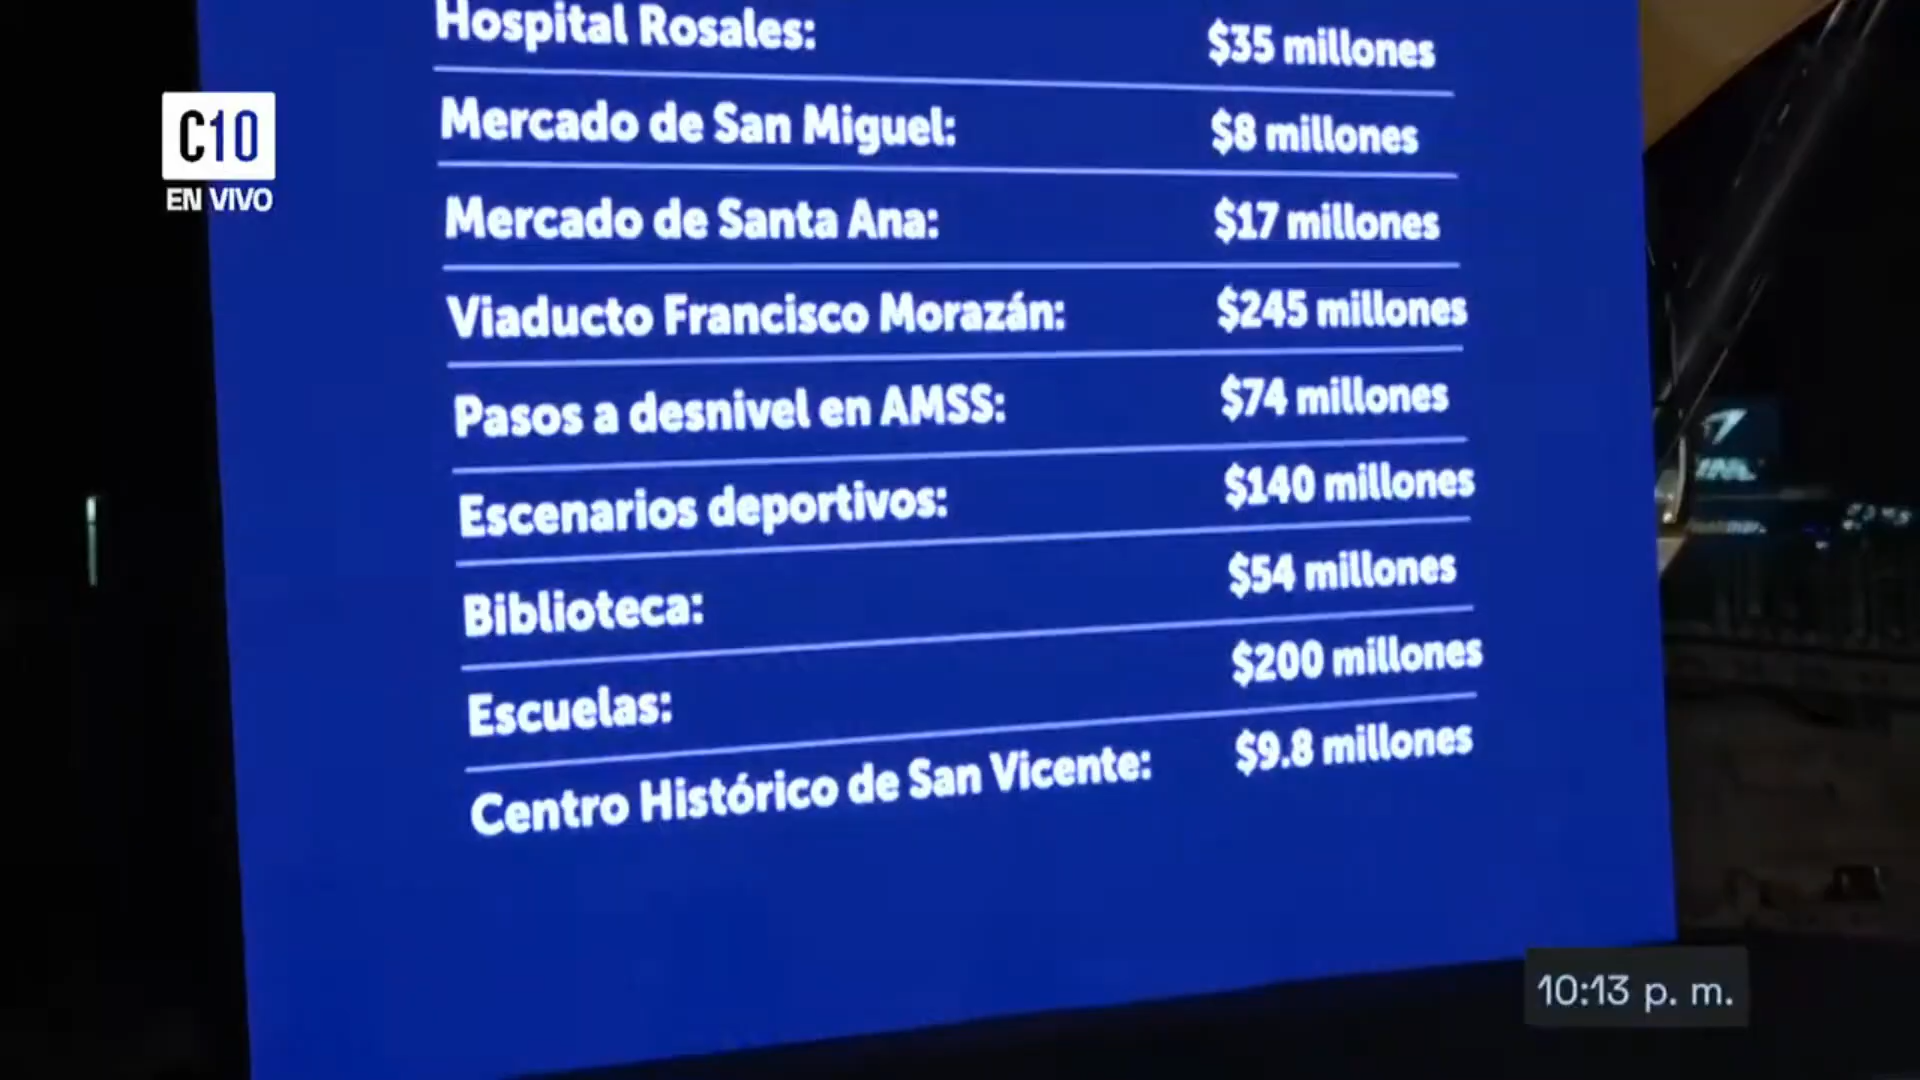 Hospital Rosales: $35 millones
C10
EN VIVO
Mercado de San Miguel: $8 millones
Mercado de Santa Ana: $17 millones
Viaducto Francisco Morazán: $245 millones
Pasos a desnivel en AMSS: $74 millones
Escenarios deportivos: $140 millones
Biblioteca: $54 millones
Escuelas: $200 millones
Centro Histórico de San Vicente: $9.8 millones
10:13 p. m.